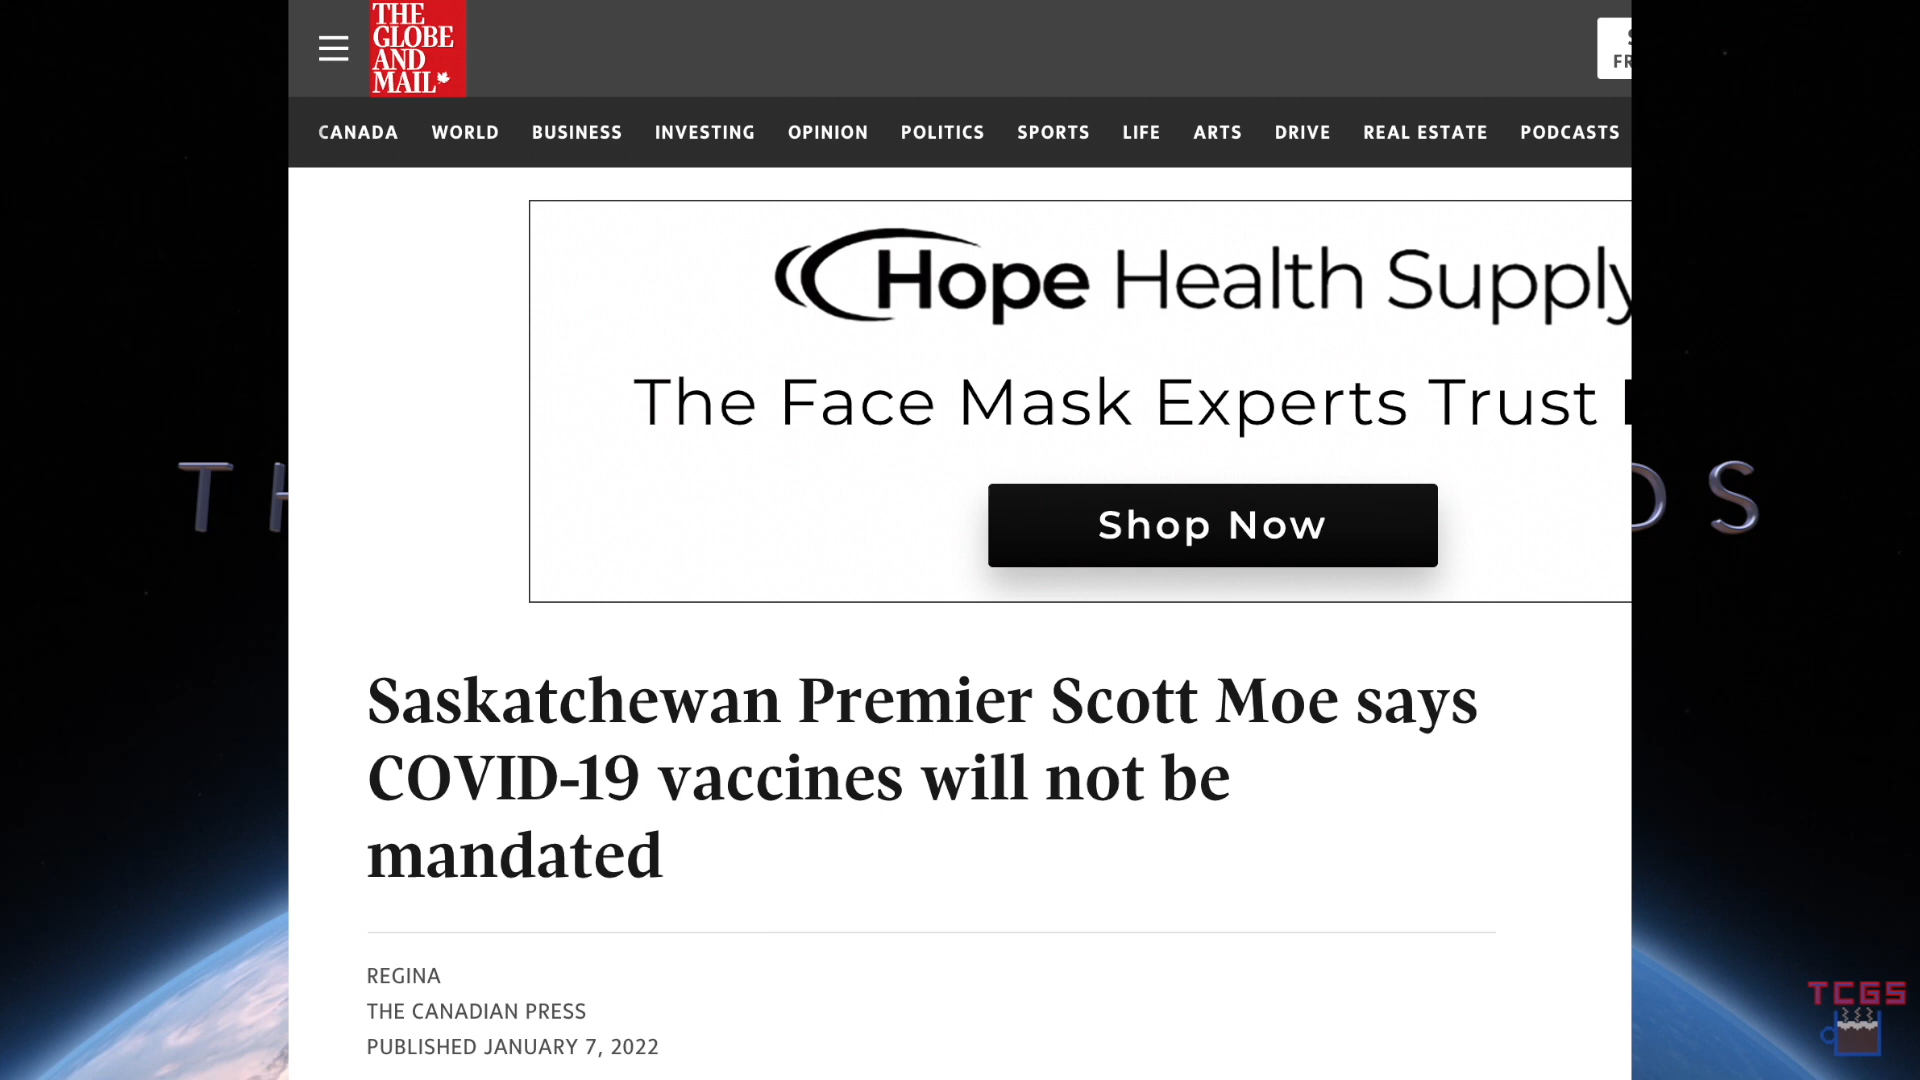 THE
GLOBE
AND
MAIL
CANADA WORLD BUSINESS INVESTING OPINION POLITICS SPORTS LIFE ARTS DRIVE REAL ESTATE PODCASTS
Hope Health Supply
The Face Mask Experts Trust
Shop Now
Saskatchewan Premier Scott Moe says
COVID-19 vaccines will not be
mandated
REGINA
THE CANADIAN PRESS
PUBLISHED JANUARY 7, 2022
TCGS